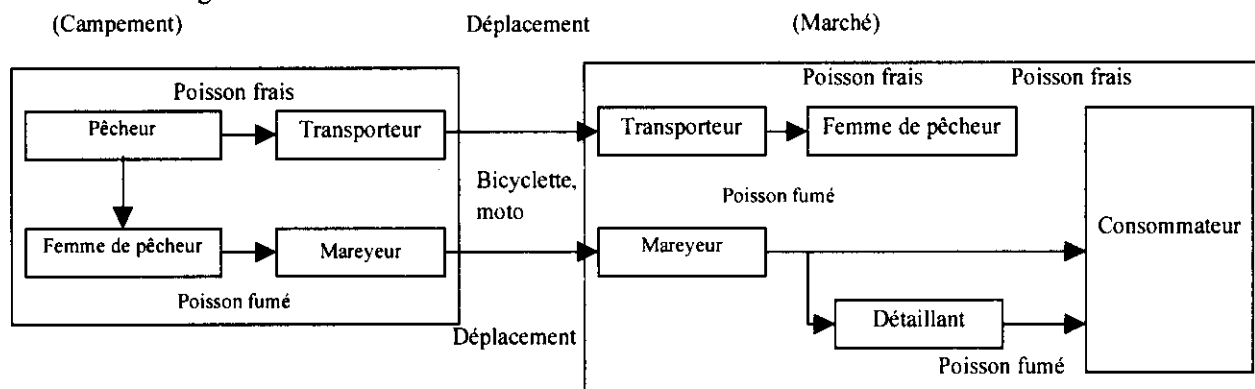 (Campement) Déplacement (Marché)
Poisson frais Poisson frais Poisson frais
Pêcheur Transporteur Transporteur Femme de pêcheur
Bicyclette,
moto
Poisson fumé
Femme de pêcheur Mareyeur Mareyeur Consommateur
Poisson fumé
Détaillant
Déplacement
Poisson fumé